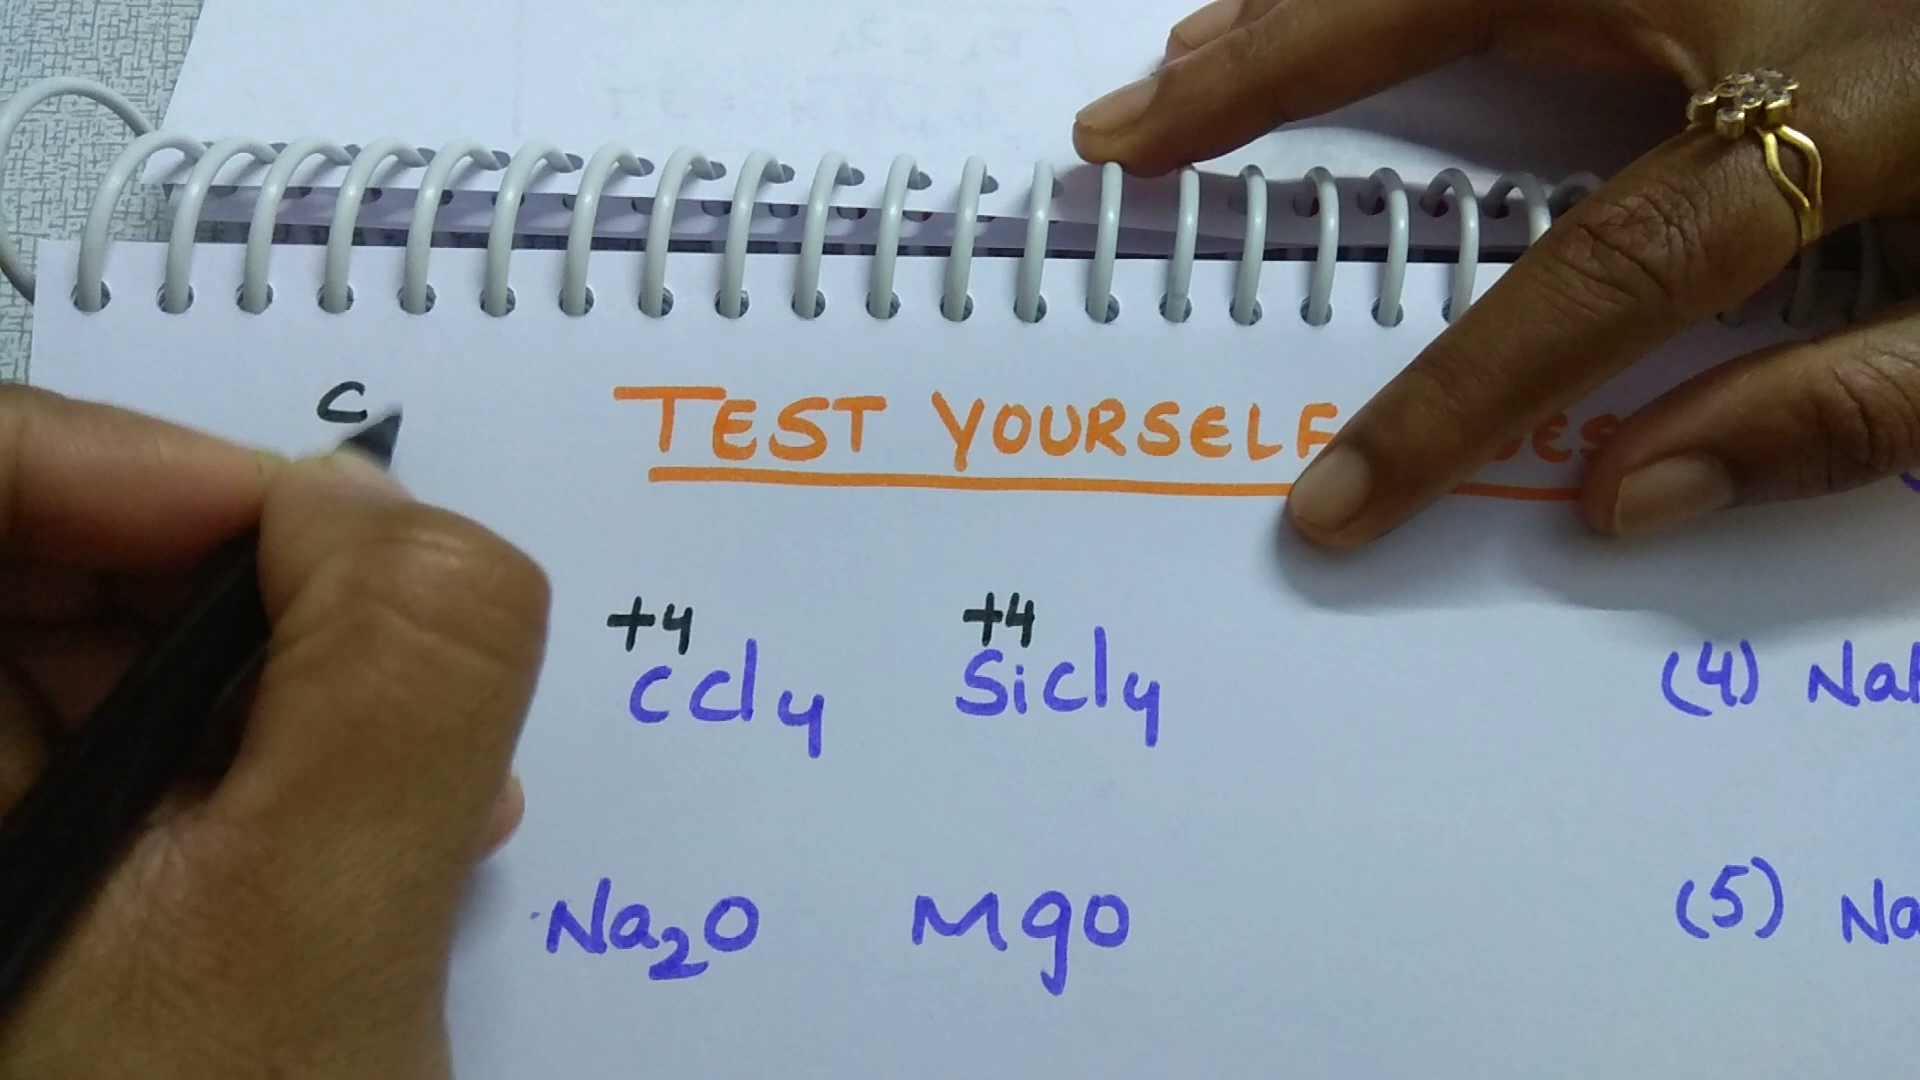 C
TEST YOURSELF
+4 +4
CCl4 SiCl4
(4) Na
Na2O MgO
(5) Na